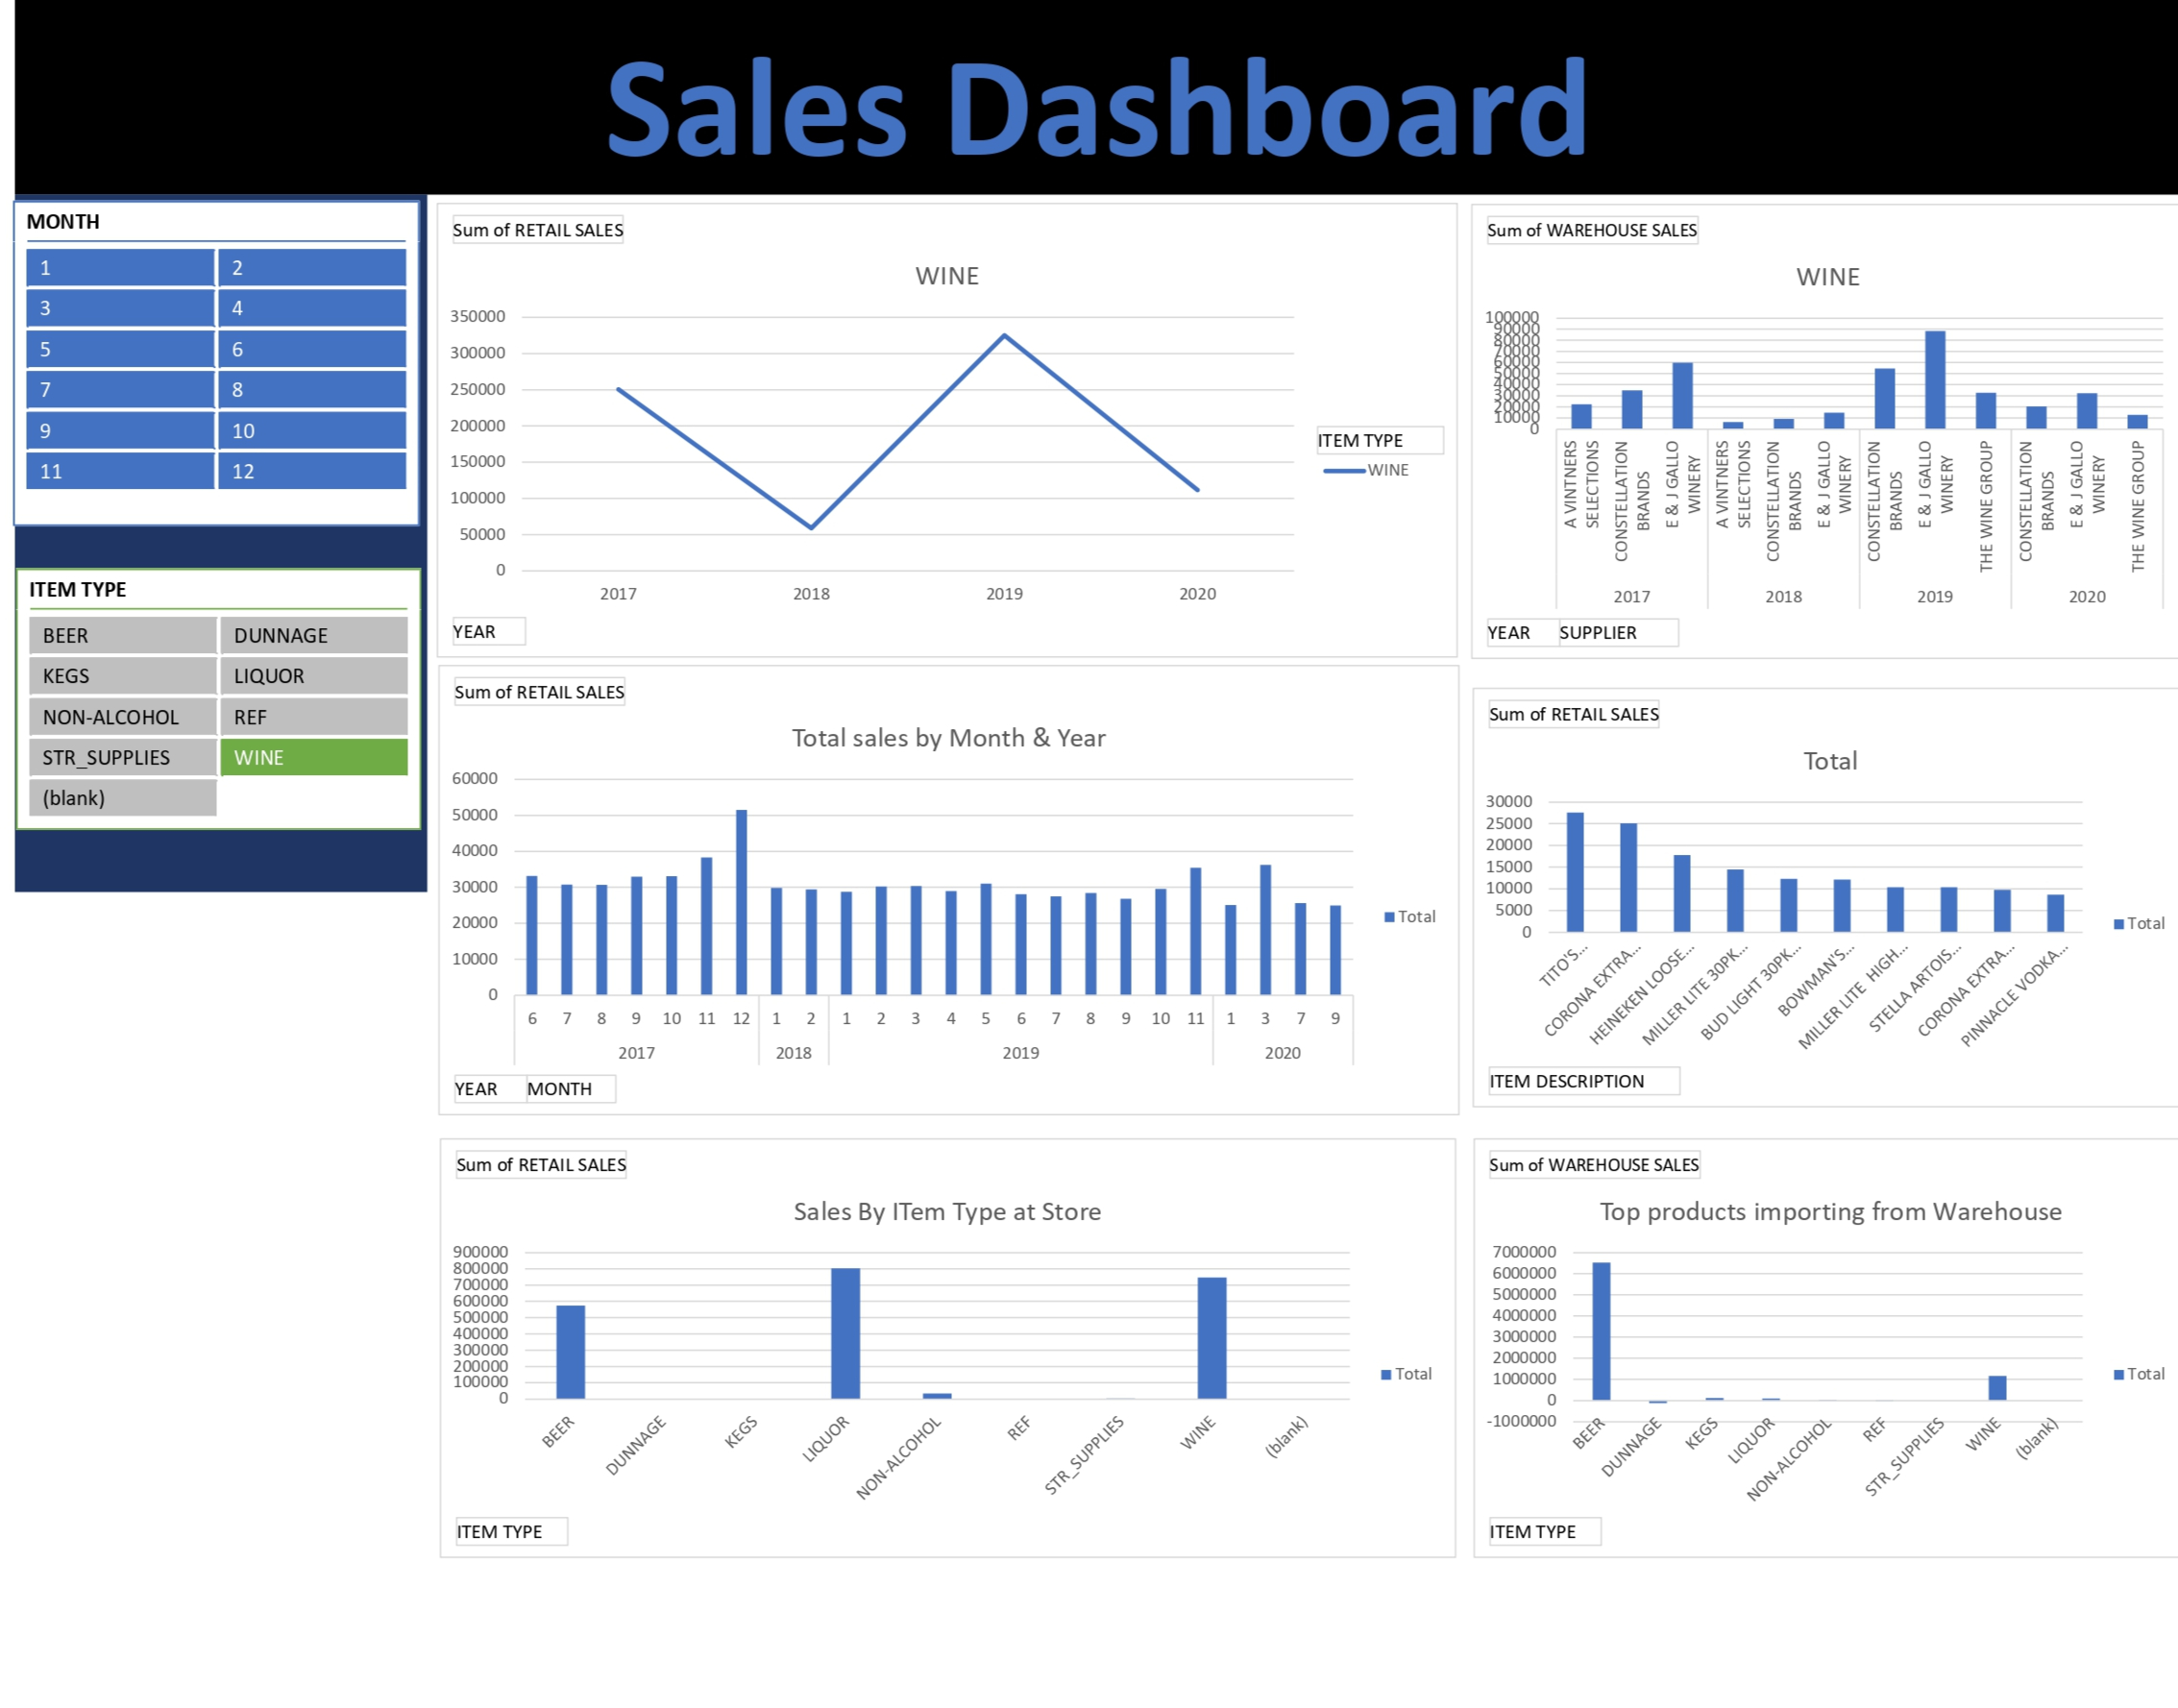 Sales Dashboard
MONTH
1 2
3 4
5 6
7 8
9 10
11 12
ITEM TYPE
BEER DUNNAGE
KEGS LIQUOR
NON-ALCOHOL REF
STR_SUPPLIES WINE
(blank)
Sum of RETAIL SALES
WINE
350000
300000
250000
200000
150000
100000
50000
0
2017 2018 2019 2020
ITEM TYPE
WINE
YEAR
Sum of WAREHOUSE SALES
WINE
100000
90000
80000
70000
60000
50000
40000
30000
20000
10000
0
A VINTNERS
SELECTIONS
CONSTELLATION
BRANDS
E & J GALLO
WINERY
A VINTNERS
SELECTIONS
CONSTELLATION
BRANDS
E & J GALLO
WINERY
CONSTELLATION
BRANDS
E & J GALLO
WINERY
THE WINE GROUP
CONSTELLATION
BRANDS
E & J GALLO
WINERY
THE WINE GROUP
2017 2018 2019 2020
YEAR SUPPLIER
Sum of RETAIL SALES
Total sales by Month & Year
60000
50000
40000
30000
20000
10000
0
6 7 8 9 10 11 12 1 2 1 2 3 4 5 6 7 8 9 10 11 1 3 7 9
2017 2018 2019 2020
Total
YEAR MONTH
Sum of RETAIL SALES
Total
30000
25000
20000
15000
10000
5000
0
TITO'S...
CORONA EXTRA...
HEINEKEN LOOSE...
MILLER LITE 30PK...
BUD LIGHT 30PK...
BOWMAN'S...
MILLER LITE HIGH...
STELLA ARTOIS...
CORONA EXTRA...
PINNACLE VODKA...
Total
ITEM DESCRIPTION
Sum of RETAIL SALES
Sales By ITem Type at Store
900000
800000
700000
600000
500000
400000
300000
200000
100000
0
BEER
DUNNAGE
KEGS
LIQUOR
NON-ALCOHOL
REF
STR_SUPPLIES
WINE
(blank)
Total
ITEM TYPE
Sum of WAREHOUSE SALES
Top products importing from Warehouse
7000000
6000000
5000000
4000000
3000000
2000000
1000000
0
-1000000
BEER
DUNNAGE
KEGS
LIQUOR
NON-ALCOHOL
REF
STR_SUPPLIES
WINE
(blank)
Total
ITEM TYPE